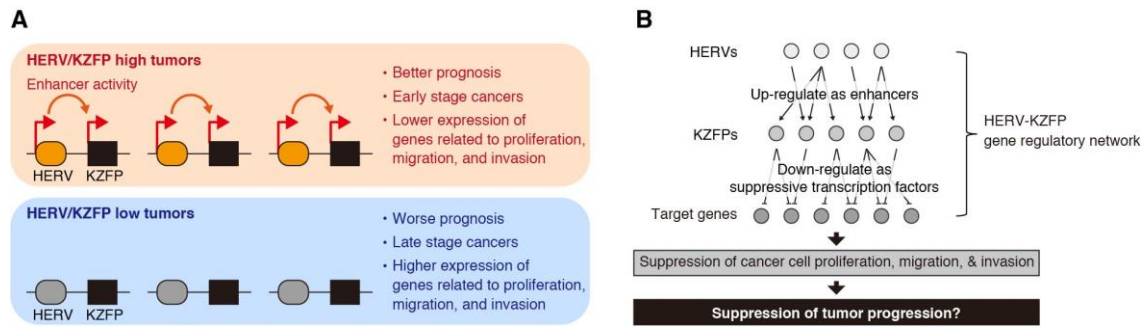 A
HERV/KZFP high tumors
Enhancer activity
HERV KZFP
• Better prognosis
• Early stage cancers
• Lower expression of
genes related to proliferation,
migration, and invasion
HERV/KZFP low tumors
HERV KZFP
• Worse prognosis
• Late stage cancers
• Higher expression of
genes related to proliferation,
migration, and invasion
B
HERVs
Up-regulate as enhancers
KZFPs
Down-regulate as
suppressive transcription factors
Target genes
HERV-KZFP
gene regulatory network
Suppression of cancer cell proliferation, migration, & invasion
Suppression of tumor progression?